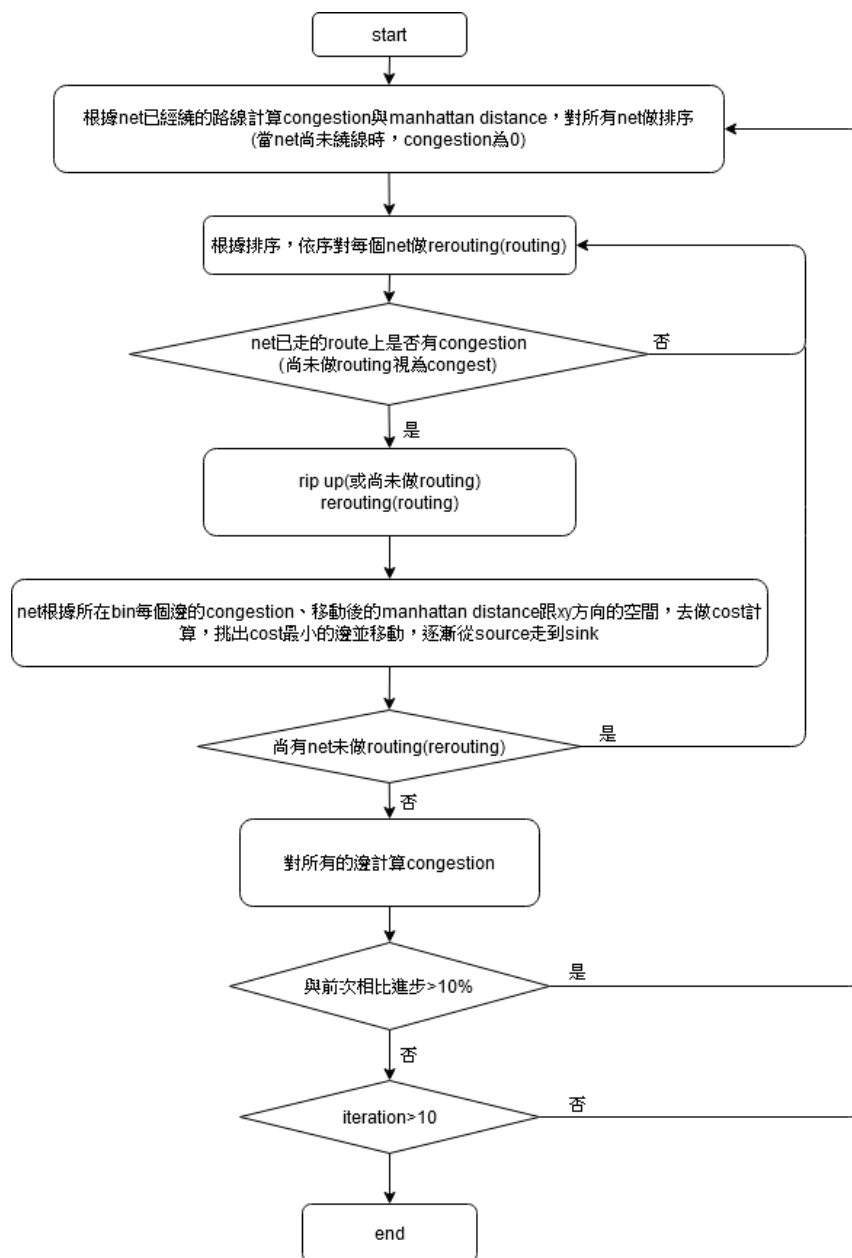 start
根據net已經繞的路線計算congestion與manhattan distance，對所有net做排序
(當net尚未繞線時，congestion為0)
根據排序，依序對每個net做rerouting(routing)
net已走的route上是否有congestion
(尚未做routing視為congest)
否
是
rip up(或尚未做routing)
rerouting(routing)
net根據所在bin每個邊的congestion、移動後的manhattan distance跟xy方向的空間，去做cost計
算，挑出cost最小的邊並移動，逐漸從source走到sink
尚有net未做routing(rerouting)
是
否
對所有的邊計算congestion
與前次相比進步>10%
是
否
iteration>10
否
end